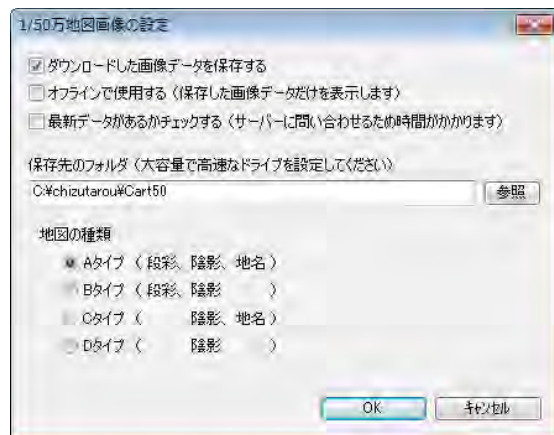 1/50万地図画像の設定
ダウンロードした画像データを保存する
オフラインで使用する（保存した画像データだけを表示します）
最新データがあるかチェックする（サーバーに問い合わせるため時間がかかります）
保存先のフォルダ（大容量で高速なドライブを設定してください）
C:¥chizutarou¥Cart50
参照
地図の種類
Aタイプ （ 段彩、陰影、地名 ）
Bタイプ （ 段彩、陰影 ）
Cタイプ （ 陰影、地名 ）
Dタイプ （ 陰影 ）
OK キャンセル